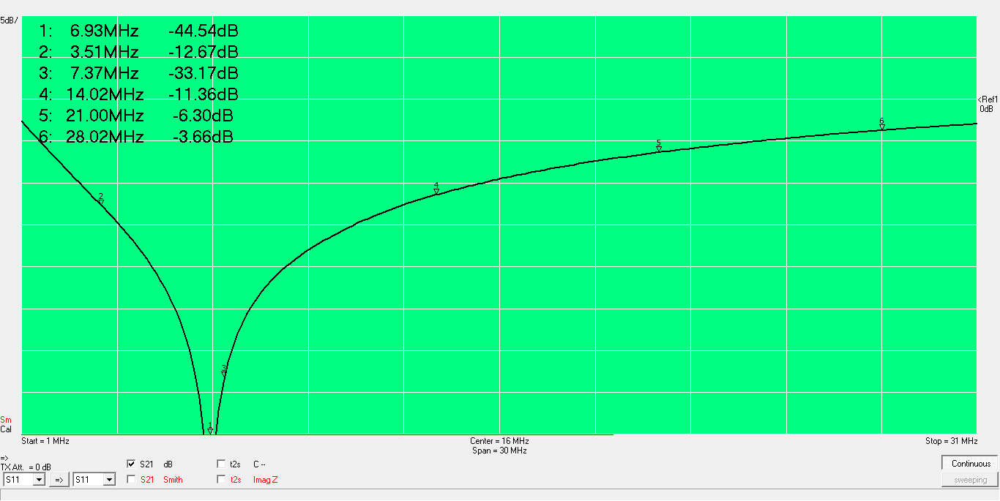 5dB/
1: 6.93MHz -44.54dB
2: 3.51MHz -12.67dB
3: 7.37MHz -33.17dB
4: 14.02MHz -11.36dB
5: 21.00MHz -6.30dB
6: 28.02MHz -3.66dB
<Ref1
0dB
6
5
4
2
3
1
Sm
Cal
Start = 1 MHz Center = 16 MHz Stop = 31 MHz
Span = 30 MHz
=>
TX Att. = 0 dB
S21 dB t2s C --
Continuous
S11 => S11 S21 Smith t2s Imag Z
sweeping